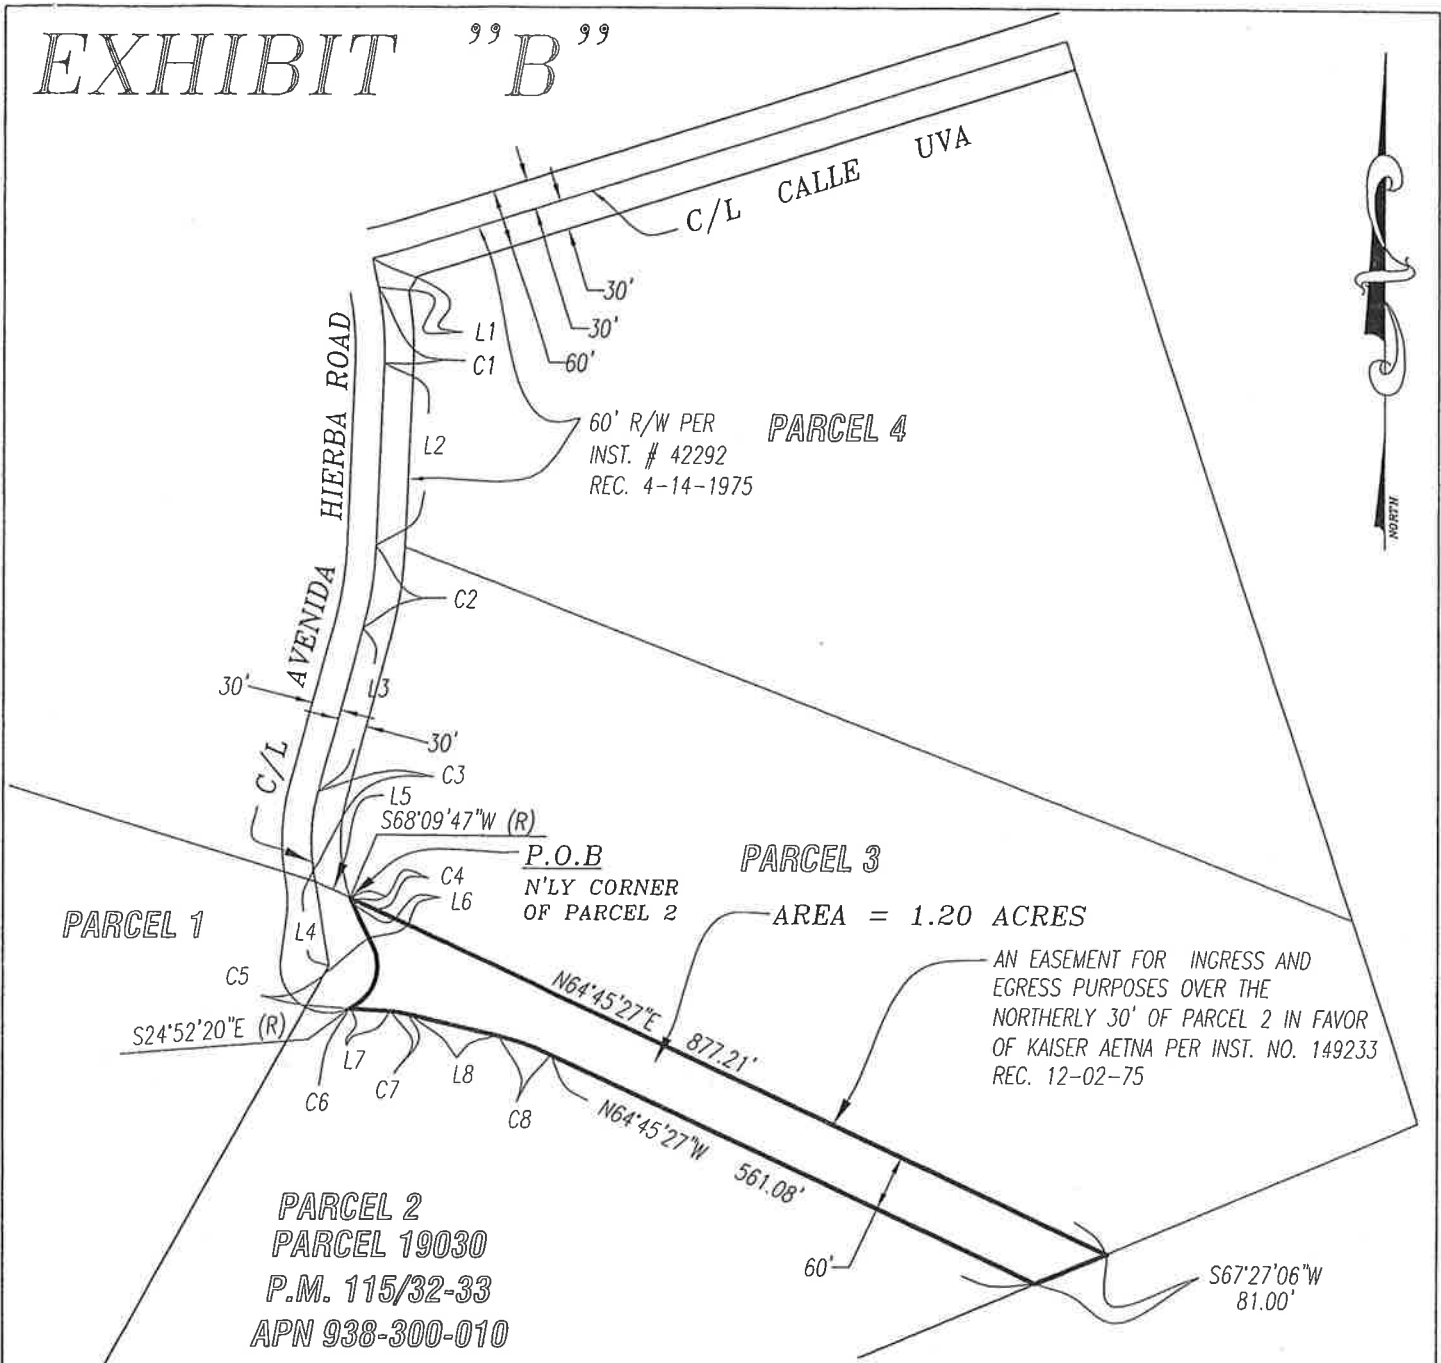 EXHIBIT "B"
C/L CALLE UVA
30'
30'
60'
L1
C1
L2
60' R/W PER
INST. # 42292
REC. 4-14-1975
PARCEL 4
NORTH
AVENIDA HIERBA ROAD
C2
L3
30'
30'
C/L
C3
L5
S68°09'47"W (R)
P.O.B
N'LY CORNER
OF PARCEL 2
PARCEL 3
C4
L6
AREA = 1.20 ACRES
PARCEL 1
L4
C5
S24°52'20"E (R)
AN EASEMENT FOR INGRESS AND
EGRESS PURPOSES OVER THE
NORTHERLY 30' OF PARCEL 2 IN FAVOR
OF KAISER AETNA PER INST. NO. 149233
REC. 12-02-75
N64°45'27"E 877.21'
L7
C6
C7
L8
C8
N64°45'27"W 561.08'
PARCEL 2
PARCEL 19030
P.M. 115/32-33
APN 938-300-010
60'
S67°27'06"W
81.00'